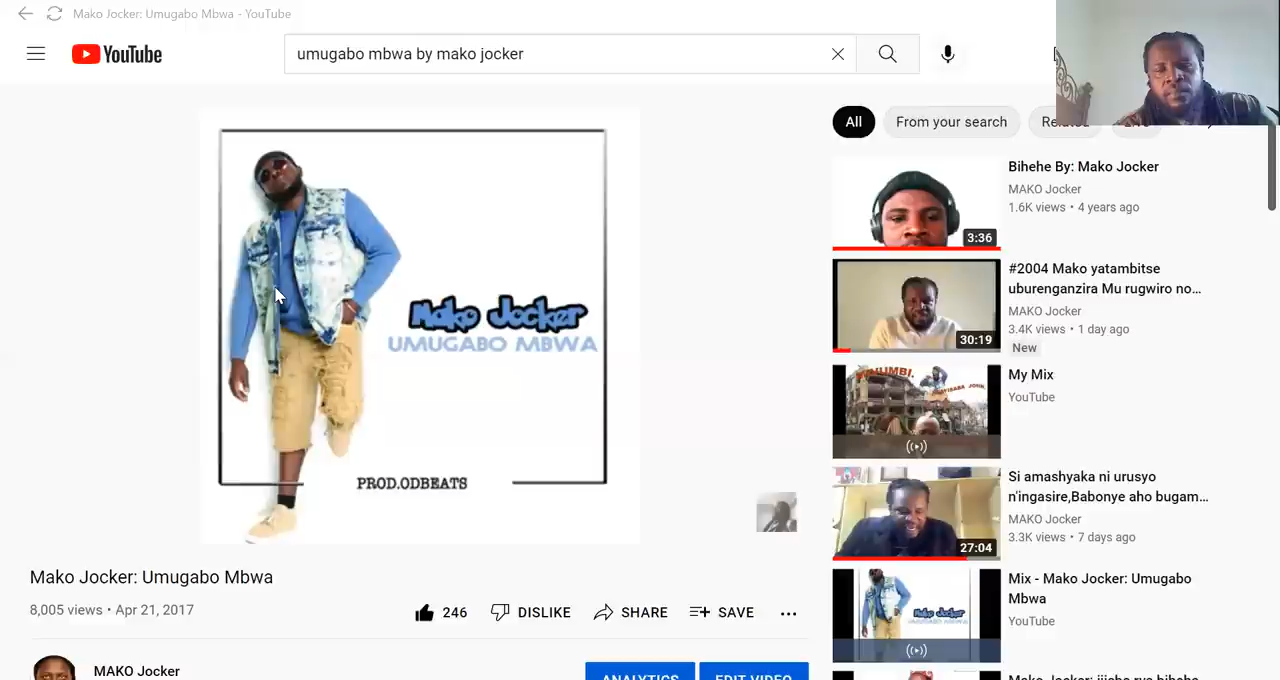 Mako Jocker: Umugabo Mbwa - YouTube
YouTube
umugabo mbwa by mako jocker
Mako Jocker
UMUGABO MBWA
PROD.ODBEATS
Mako Jocker: Umugabo Mbwa
8,005 views • Apr 21, 2017
246
DISLIKE
SHARE
SAVE
MAKO Jocker
ANALYTICS
EDIT VIDEO
All
From your search
Bihehe By: Mako Jocker
MAKO Jocker
1.6K views • 4 years ago
3:36
#2004 Mako yatambitse
uburenganzira Mu rugwiro no...
MAKO Jocker
3.4K views • 1 day ago
New
30:19
My Mix
YouTube
Si amashyaka ni urusyo
n'ingasire,Babonye aho bugam...
MAKO Jocker
3.3K views • 7 days ago
27:04
Mix - Mako Jocker: Umugabo
Mbwa
YouTube
Mako Jocker
UMUGABO MBWA